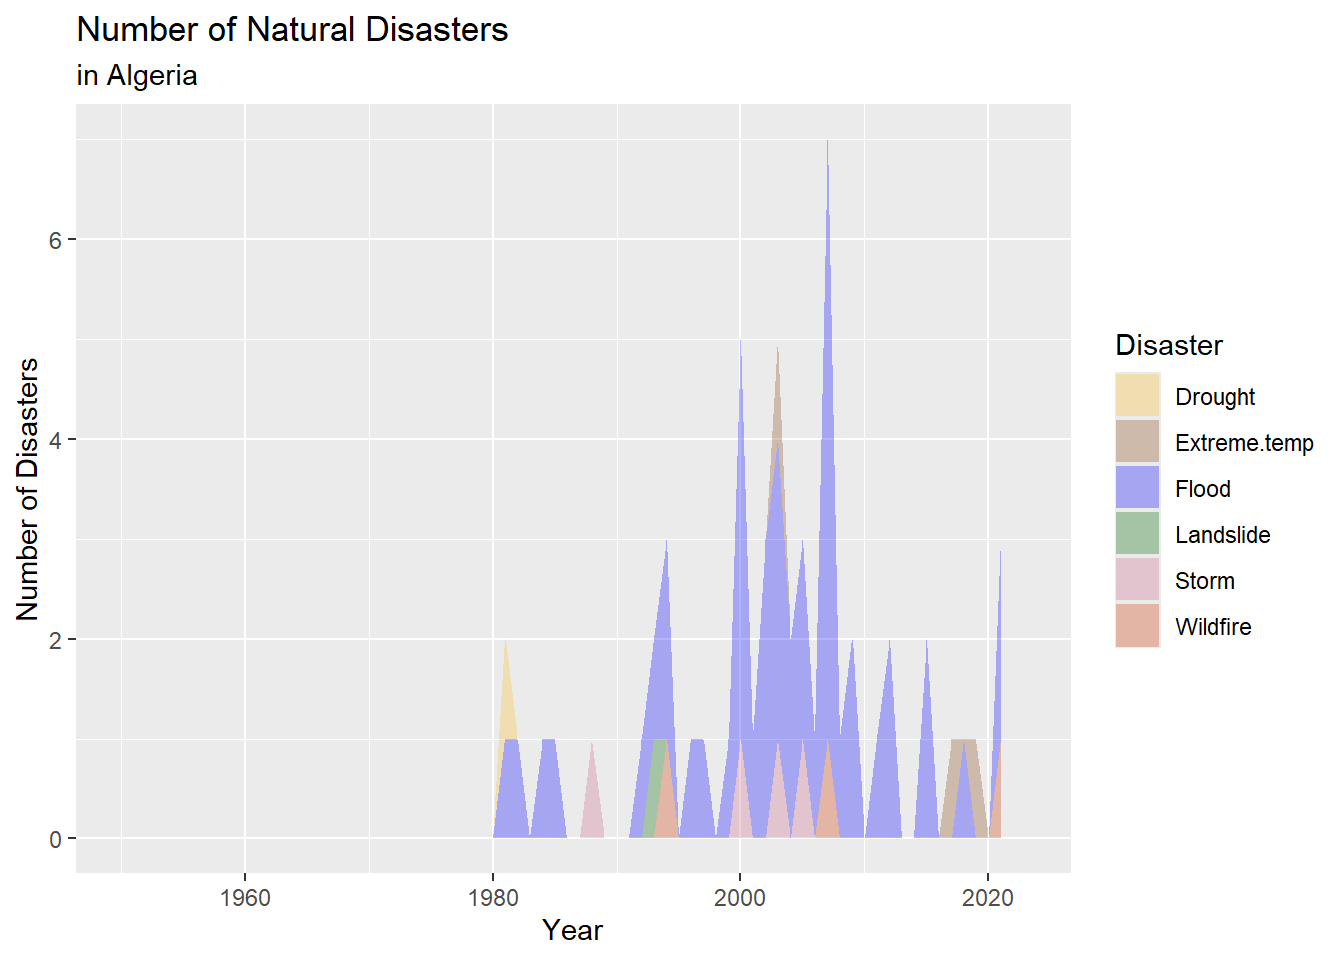 Number of Natural Disasters
in Algeria
Number of Disasters
6
4
2
0
1960
1980
2000
2020
Year
Disaster
Drought
Extreme.temp
Flood
Landslide
Storm
Wildfire